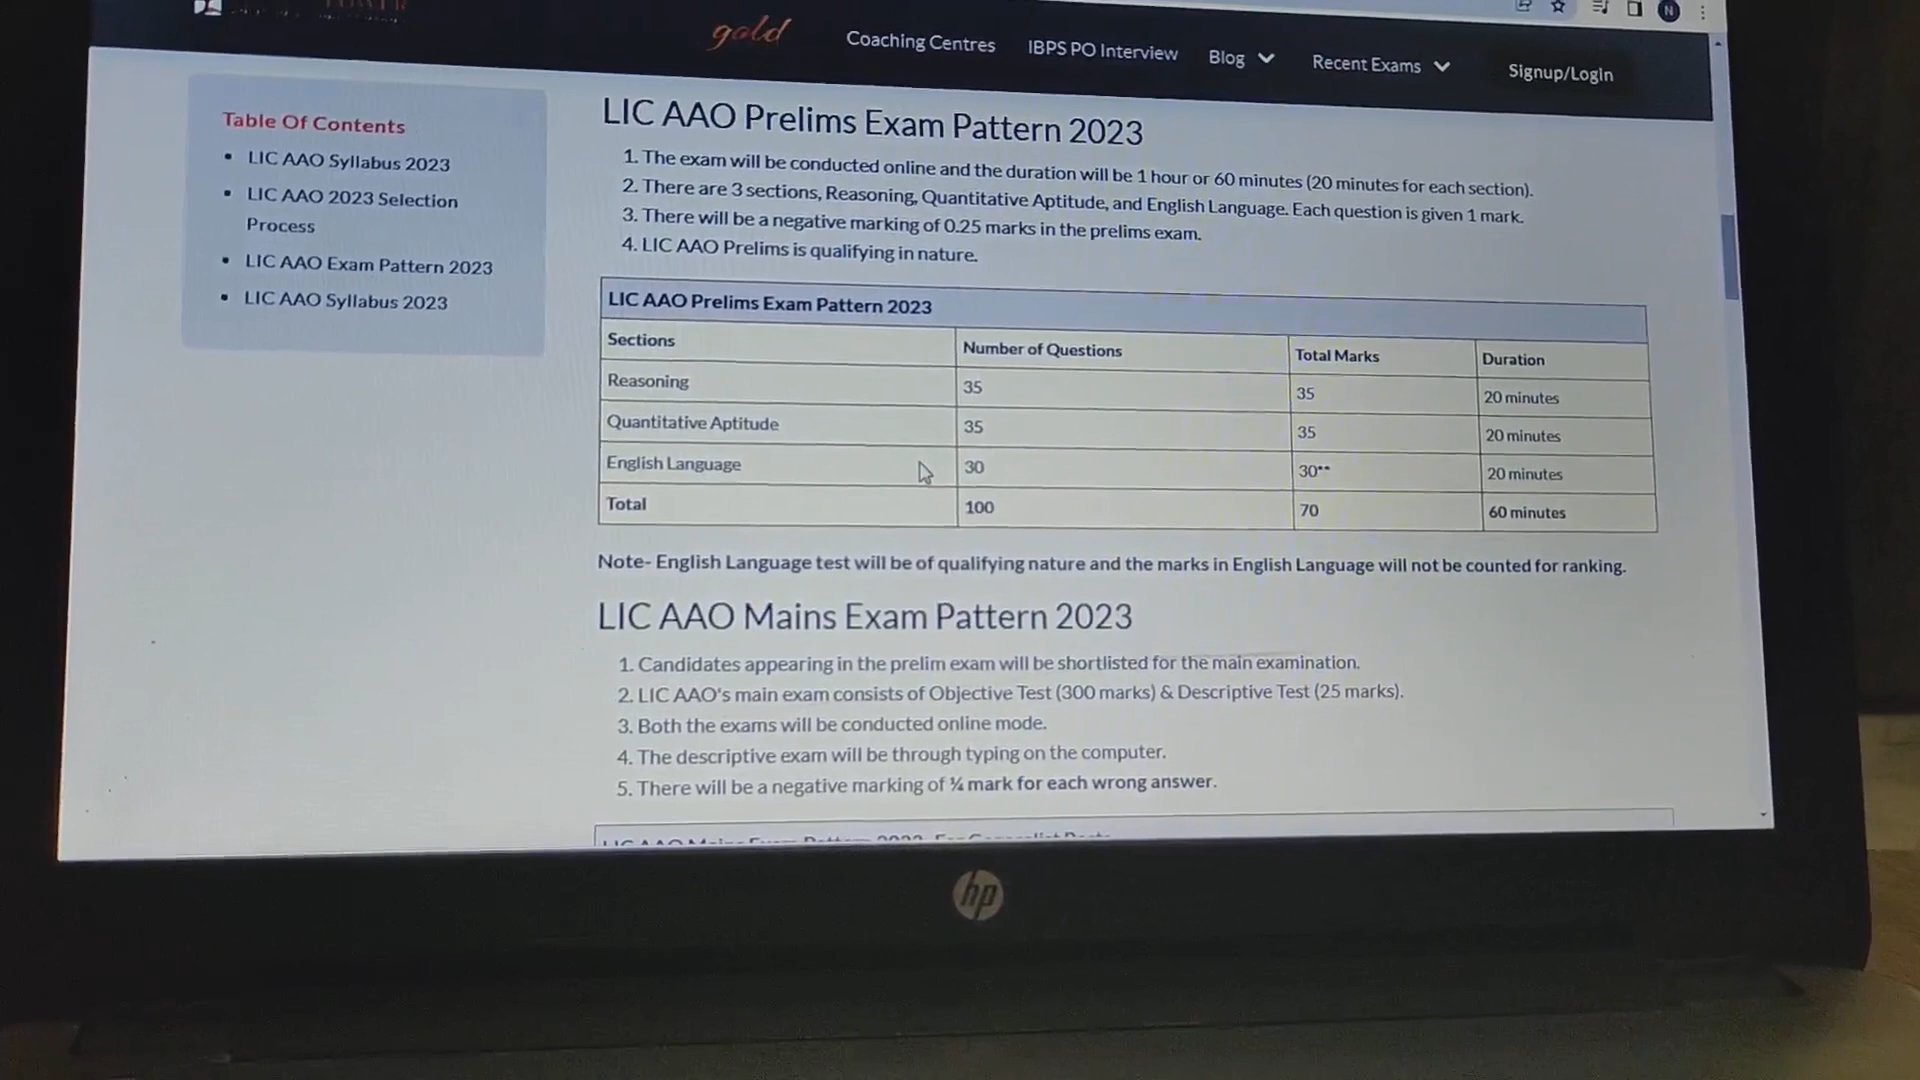 gold
Coaching Centres
IBPS PO Interview
Blog
Recent Exams
Signup/Login
N
Table Of Contents
• LIC AAO Syllabus 2023
• LIC AAO 2023 Selection
Process
• LIC AAO Exam Pattern 2023
• LIC AAO Syllabus 2023
LIC AAO Prelims Exam Pattern 2023
1. The exam will be conducted online and the duration will be 1 hour or 60 minutes (20 minutes for each section).
2. There are 3 sections, Reasoning, Quantitative Aptitude, and English Language. Each question is given 1 mark.
3. There will be a negative marking of 0.25 marks in the prelims exam.
4. LIC AAO Prelims is qualifying in nature.
LIC AAO Prelims Exam Pattern 2023
Sections Number of Questions Total Marks Duration
Reasoning 35 35 20 minutes
Quantitative Aptitude 35 35 20 minutes
English Language 30 30** 20 minutes
Total 100 70 60 minutes
Note- English Language test will be of qualifying nature and the marks in English Language will not be counted for ranking.
LIC AAO Mains Exam Pattern 2023
1. Candidates appearing in the prelim exam will be shortlisted for the main examination.
2. LIC AAO's main exam consists of Objective Test (300 marks) & Descriptive Test (25 marks).
3. Both the exams will be conducted online mode.
4. The descriptive exam will be through typing on the computer.
5. There will be a negative marking of ¼ mark for each wrong answer.
hp